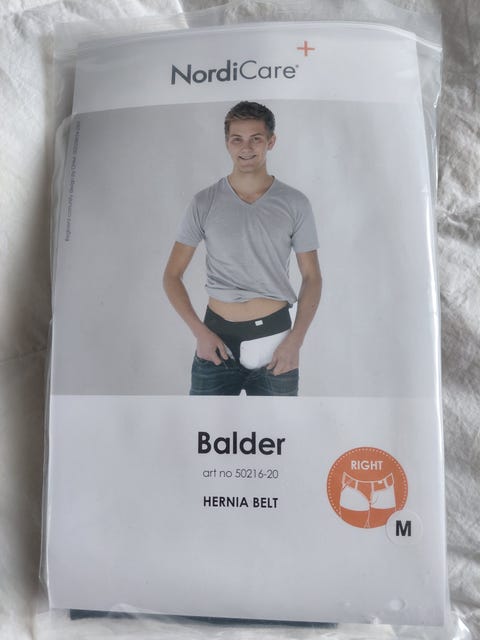 NordiCare®
Balder
art no 50216-20
HERNIA BELT
RIGHT
M